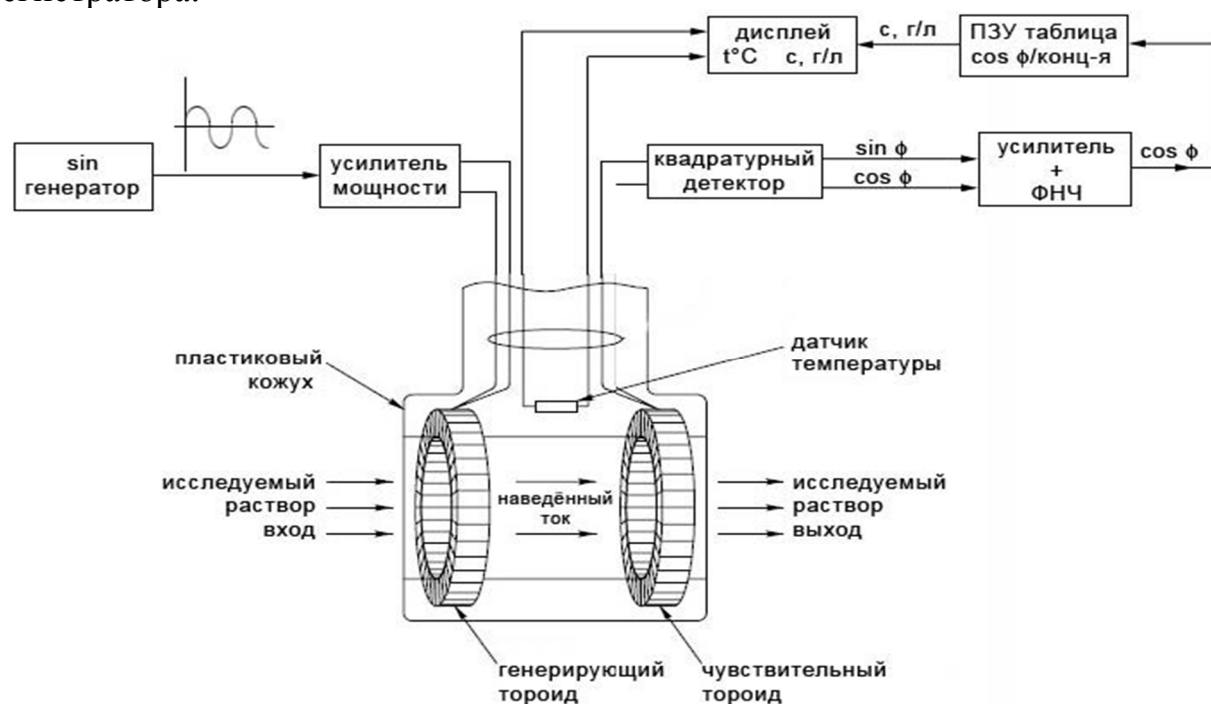 дисплей
t°C с, г/л
с, г/л
ПЗУ таблица
cos ϕ/конц-я
sin
генератор
усилитель
мощности
квадратурный
детектор
sin ϕ
cos ϕ
усилитель
+
ФНЧ
cos ϕ
пластиковый
кожух
датчик
температуры
исследуемый
раствор
вход
наведённый
ток
исследуемый
раствор
выход
генерирующий
тороид
чувствительный
тороид